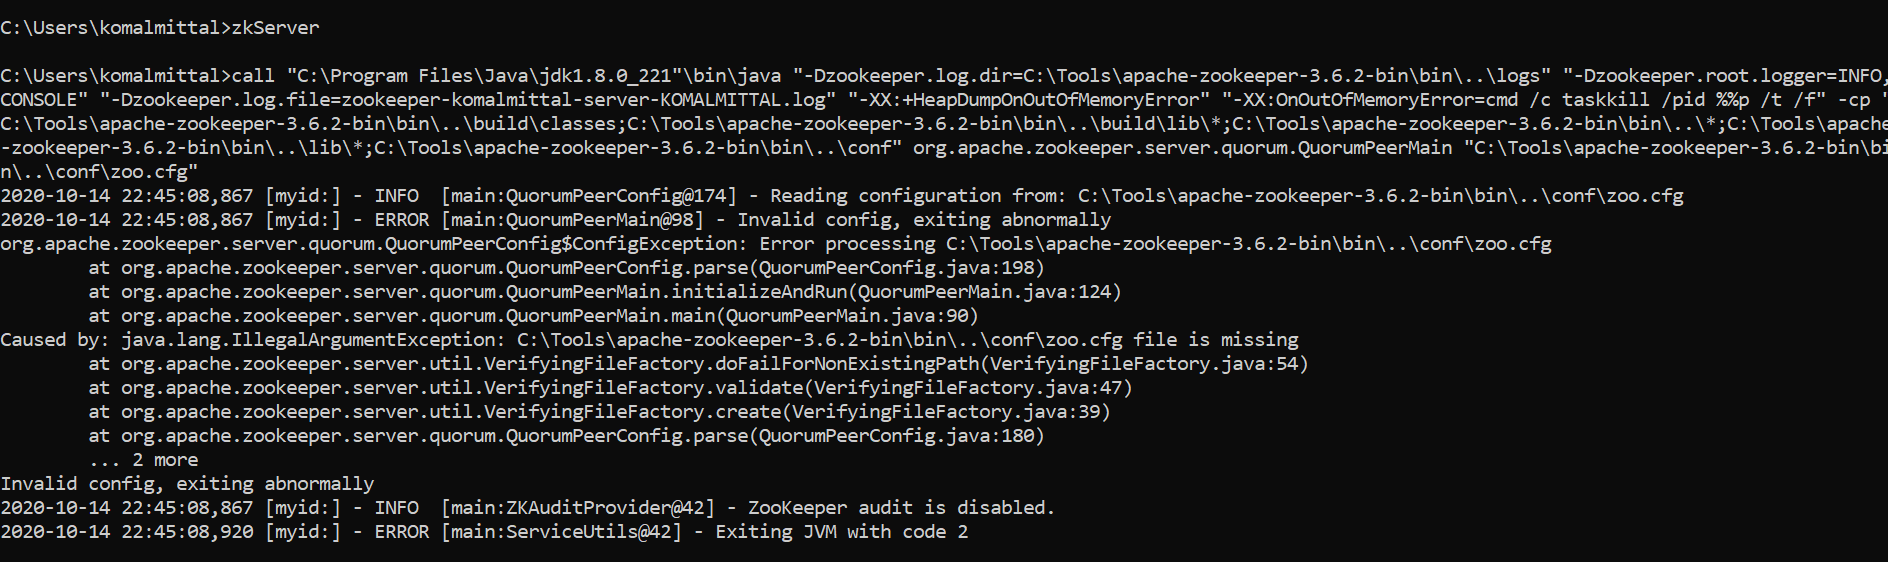 C:\Users\komalmittal>zkServer
C:\Users\komalmittal>call "C:\Program Files\Java\jdk1.8.0_221"\bin\java "-Dzookeeper.log.dir=C:\Tools\apache-zookeeper-3.6.2-bin\bin\..\logs" "-Dzookeeper.root.logger=INFO,
CONSOLE" "-Dzookeeper.log.file=zookeeper-komalmittal-server-KOMALMITTAL.log" "-XX:+HeapDumpOnOutOfMemoryError" "-XX:OnOutOfMemoryError=cmd /c taskkill /pid %%p /t /f" -cp "
C:\Tools\apache-zookeeper-3.6.2-bin\bin\..\build\classes;C:\Tools\apache-zookeeper-3.6.2-bin\bin\..\build\lib\*;C:\Tools\apache-zookeeper-3.6.2-bin\bin\..\*;C:\Tools\apache
-zookeeper-3.6.2-bin\bin\..\lib\*;C:\Tools\apache-zookeeper-3.6.2-bin\bin\..\conf" org.apache.zookeeper.server.quorum.QuorumPeerMain "C:\Tools\apache-zookeeper-3.6.2-bin\bi
n\..\conf\zoo.cfg"
2020-10-14 22:45:08,867 [myid:] - INFO  [main:QuorumPeerConfig@174] - Reading configuration from: C:\Tools\apache-zookeeper-3.6.2-bin\bin\..\conf\zoo.cfg
2020-10-14 22:45:08,867 [myid:] - ERROR [main:QuorumPeerMain@98] - Invalid config, exiting abnormally
org.apache.zookeeper.server.quorum.QuorumPeerConfig$ConfigException: Error processing C:\Tools\apache-zookeeper-3.6.2-bin\bin\..\conf\zoo.cfg
        at org.apache.zookeeper.server.quorum.QuorumPeerConfig.parse(QuorumPeerConfig.java:198)
        at org.apache.zookeeper.server.quorum.QuorumPeerMain.initializeAndRun(QuorumPeerMain.java:124)
        at org.apache.zookeeper.server.quorum.QuorumPeerMain.main(QuorumPeerMain.java:90)
Caused by: java.lang.IllegalArgumentException: C:\Tools\apache-zookeeper-3.6.2-bin\bin\..\conf\zoo.cfg file is missing
        at org.apache.zookeeper.server.util.VerifyingFileFactory.doFailForNonExistingPath(VerifyingFileFactory.java:54)
        at org.apache.zookeeper.server.util.VerifyingFileFactory.validate(VerifyingFileFactory.java:47)
        at org.apache.zookeeper.server.util.VerifyingFileFactory.create(VerifyingFileFactory.java:39)
        at org.apache.zookeeper.server.quorum.QuorumPeerConfig.parse(QuorumPeerConfig.java:180)
        ... 2 more
Invalid config, exiting abnormally
2020-10-14 22:45:08,867 [myid:] - INFO  [main:ZKAuditProvider@42] - ZooKeeper audit is disabled.
2020-10-14 22:45:08,920 [myid:] - ERROR [main:ServiceUtils@42] - Exiting JVM with code 2